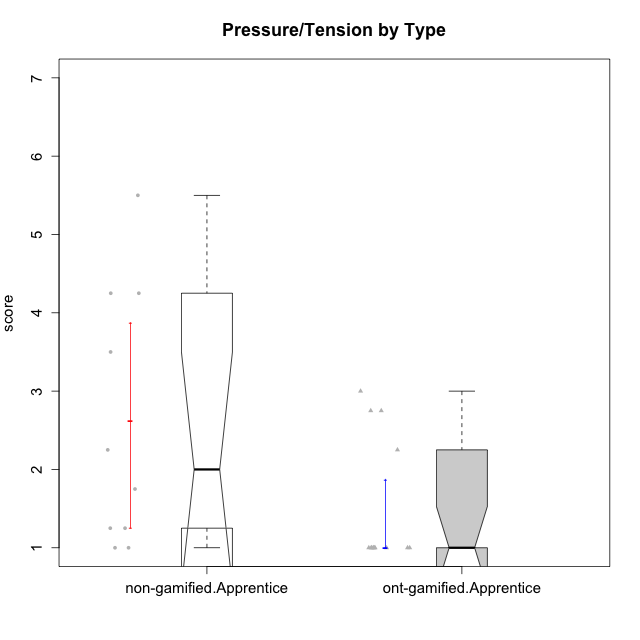 Pressure/Tension by Type
score
7
6
5
4
3
2
1
non-gamified.Apprentice
ont-gamified.Apprentice